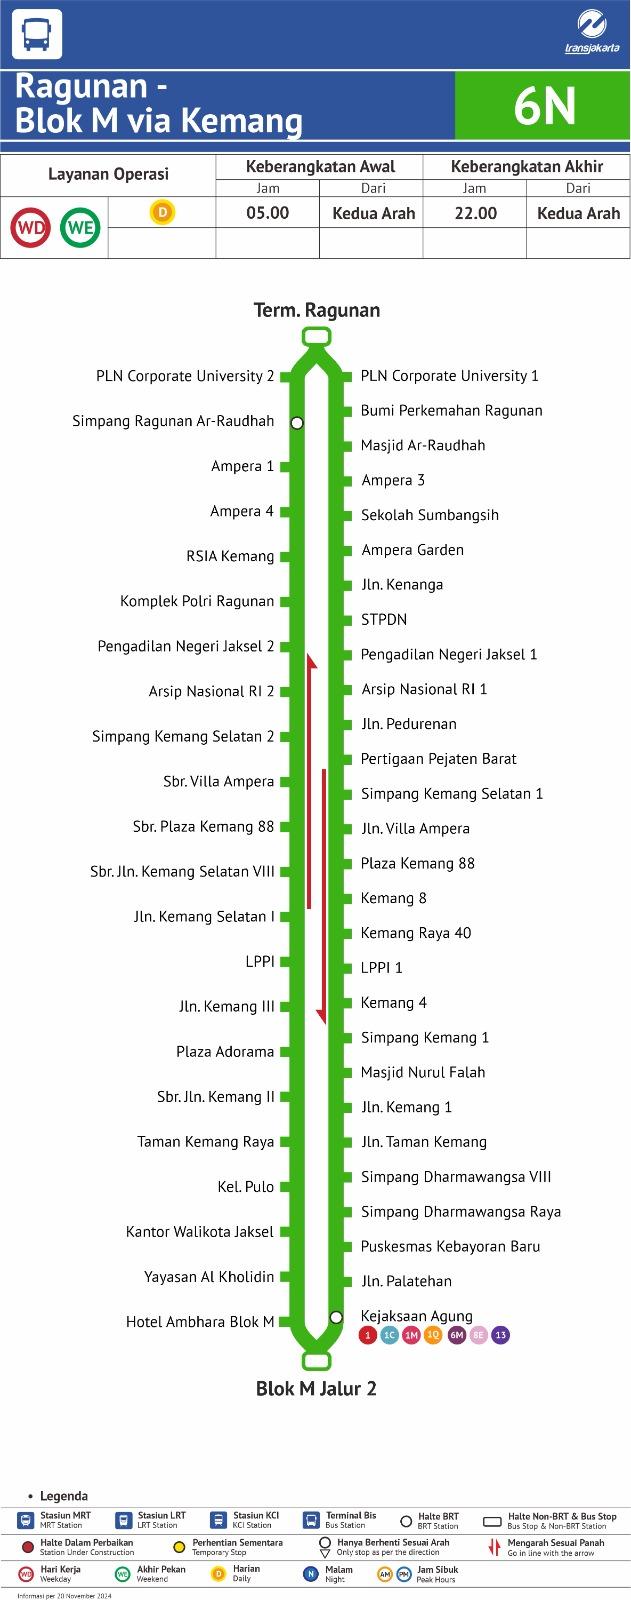 transjakarta
Ragunan -
Blok M via Kemang
6N
Layanan Operasi
Keberangkatan Awal
Keberangkatan Akhir
Jam
Dari
Jam
Dari
WD
WE
D
05.00
Kedua Arah
22.00
Kedua Arah
Term. Ragunan
PLN Corporate University 2
Simpang Ragunan Ar-Raudhah
Ampera 1
Ampera 4
RSIA Kemang
Komplek Polri Ragunan
Pengadilan Negeri Jaksel 2
Arsip Nasional RI 2
Simpang Kemang Selatan 2
Sbr. Villa Ampera
Sbr. Plaza Kemang 88
Sbr. Jln. Kemang Selatan VIII
Jln. Kemang Selatan I
LPPI
Jln. Kemang III
Plaza Adorama
Sbr. Jln. Kemang II
Taman Kemang Raya
Kel. Pulo
Kantor Walikota Jaksel
Yayasan Al Kholidin
Hotel Ambhara Blok M
PLN Corporate University 1
Bumi Perkemahan Ragunan
Masjid Ar-Raudhah
Ampera 3
Sekolah Sumbangsih
Ampera Garden
Jln. Kenanga
STPDN
Pengadilan Negeri Jaksel 1
Arsip Nasional RI 1
Jln. Pedurenan
Pertigaan Pejaten Barat
Simpang Kemang Selatan 1
Jln. Villa Ampera
Plaza Kemang 88
Kemang 8
Kemang Raya 40
LPPI 1
Kemang 4
Simpang Kemang 1
Masjid Nurul Falah
Jln. Kemang 1
Jln. Taman Kemang
Simpang Dharmawangsa VIII
Simpang Dharmawangsa Raya
Puskesmas Kebayoran Baru
Jln. Palatehan
Kejaksaan Agung
1 1C 1M 1Q 6M 8E 13
Blok M Jalur 2
• Legenda
Stasiun MRT
MRT Station
Stasiun LRT
LRT Station
Stasiun KCI
KCI Station
Terminal Bis
Bus Station
Halte BRT
BRT Station
Halte Non-BRT & Bus Stop
Bus Stop & Non-BRT Station
Halte Dalam Perbaikan
Station Under Construction
Perhentian Sementara
Temporary Stop
Hanya Berhenti Sesuai Arah
Only stop as per the direction
Mengarah Sesuai Panah
Go in line with the arrow
WD
Hari Kerja
Weekday
WE
Akhir Pekan
Weekend
D
Harian
Daily
N
Malam
Night
AM PM
Jam Sibuk
Peak Hours
Informasi per 20 November 2024